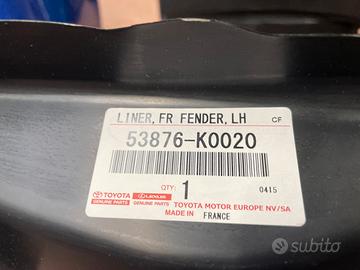 LINER, FR FENDER, LH CF
53876-K0020
QTY: 1 0415
TOYOTA LEXUS
GENUINE PARTS GENUINE PARTS TOYOTA MOTOR EUROPE NV/SA
MADE IN FRANCE
subito